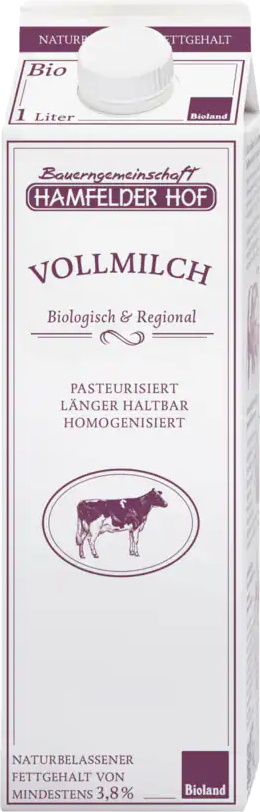 NATURB FETTGEHALT
Bio
1 Liter
Bioland
Bauerngemeinschaft
HAMFELDER HOF
VOLLMILCH
Biologisch & Regional
PASTEURISIERT
LÄNGER HALTBAR
HOMOGENISIERT
NATURBELASSENER
FETTGEHALT VON
MINDESTENS 3,8%
Bioland